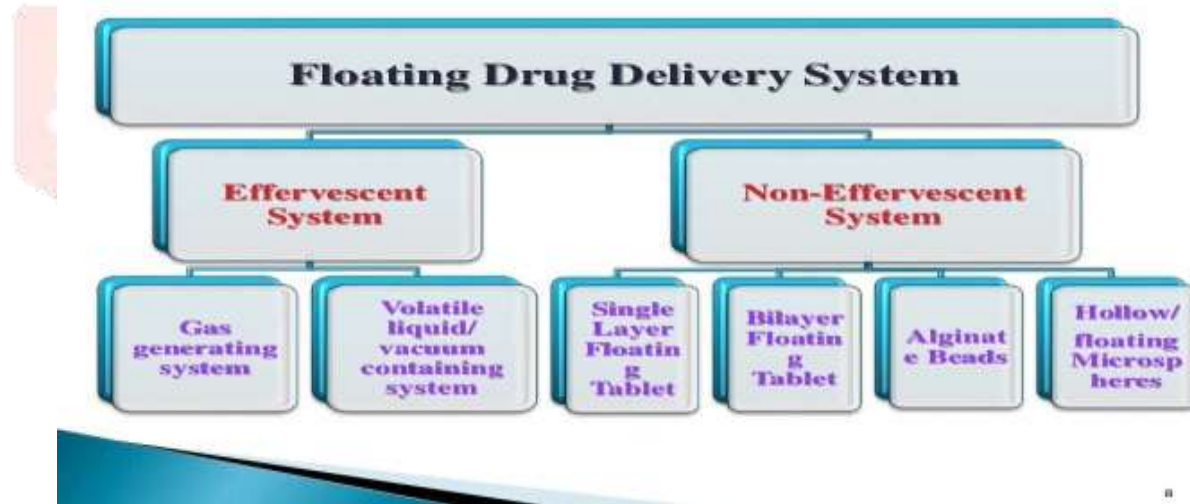 Floating Drug Delivery System
Effervescent
System
Non-Effervescent
System
Gas
generating
system
Volatile
liquid/
vacuum
containing
system
Single
Layer
Floatin
g
Tablet
Bilayer
Floatin
g
Tablet
Alginat
e Beads
Hollow/
floating
Microsp
heres